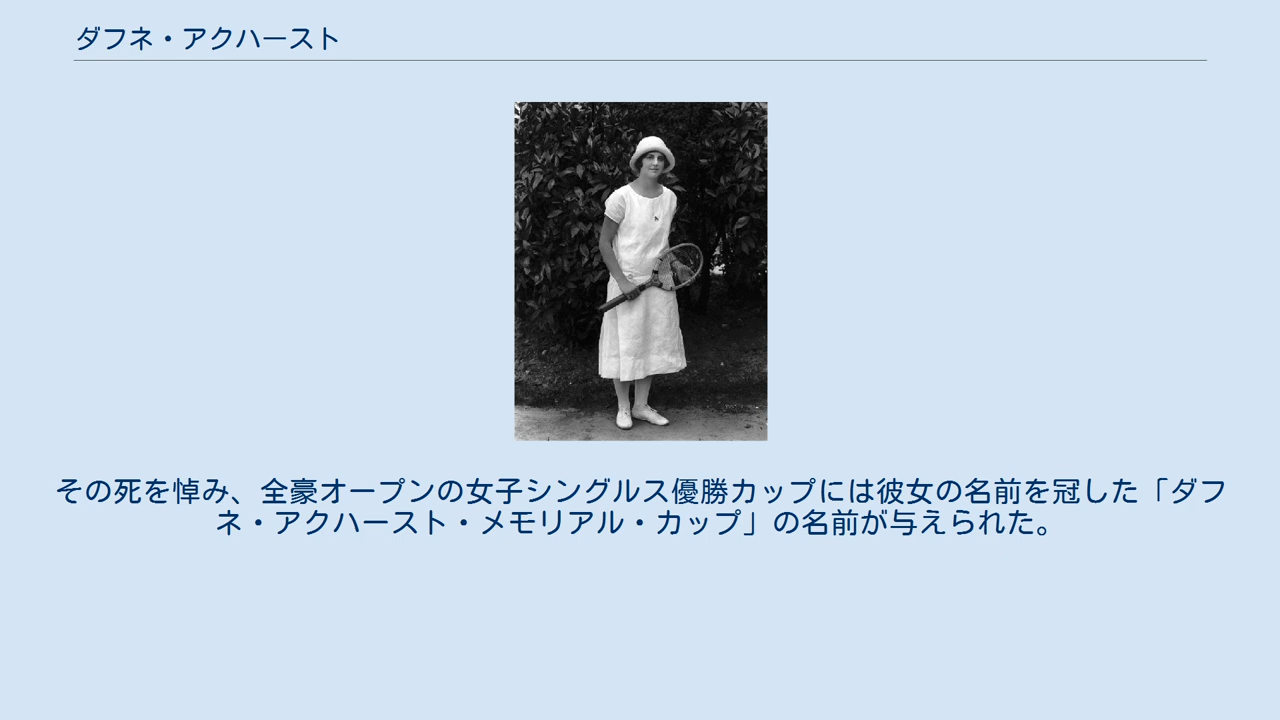 ダフネ・アクハースト
その死を悼み、全豪オープンの女子シングルス優勝カップには彼女の名前を冠した「ダフ
ネ・アクハースト・メモリアル・カップ」の名前が与えられた。